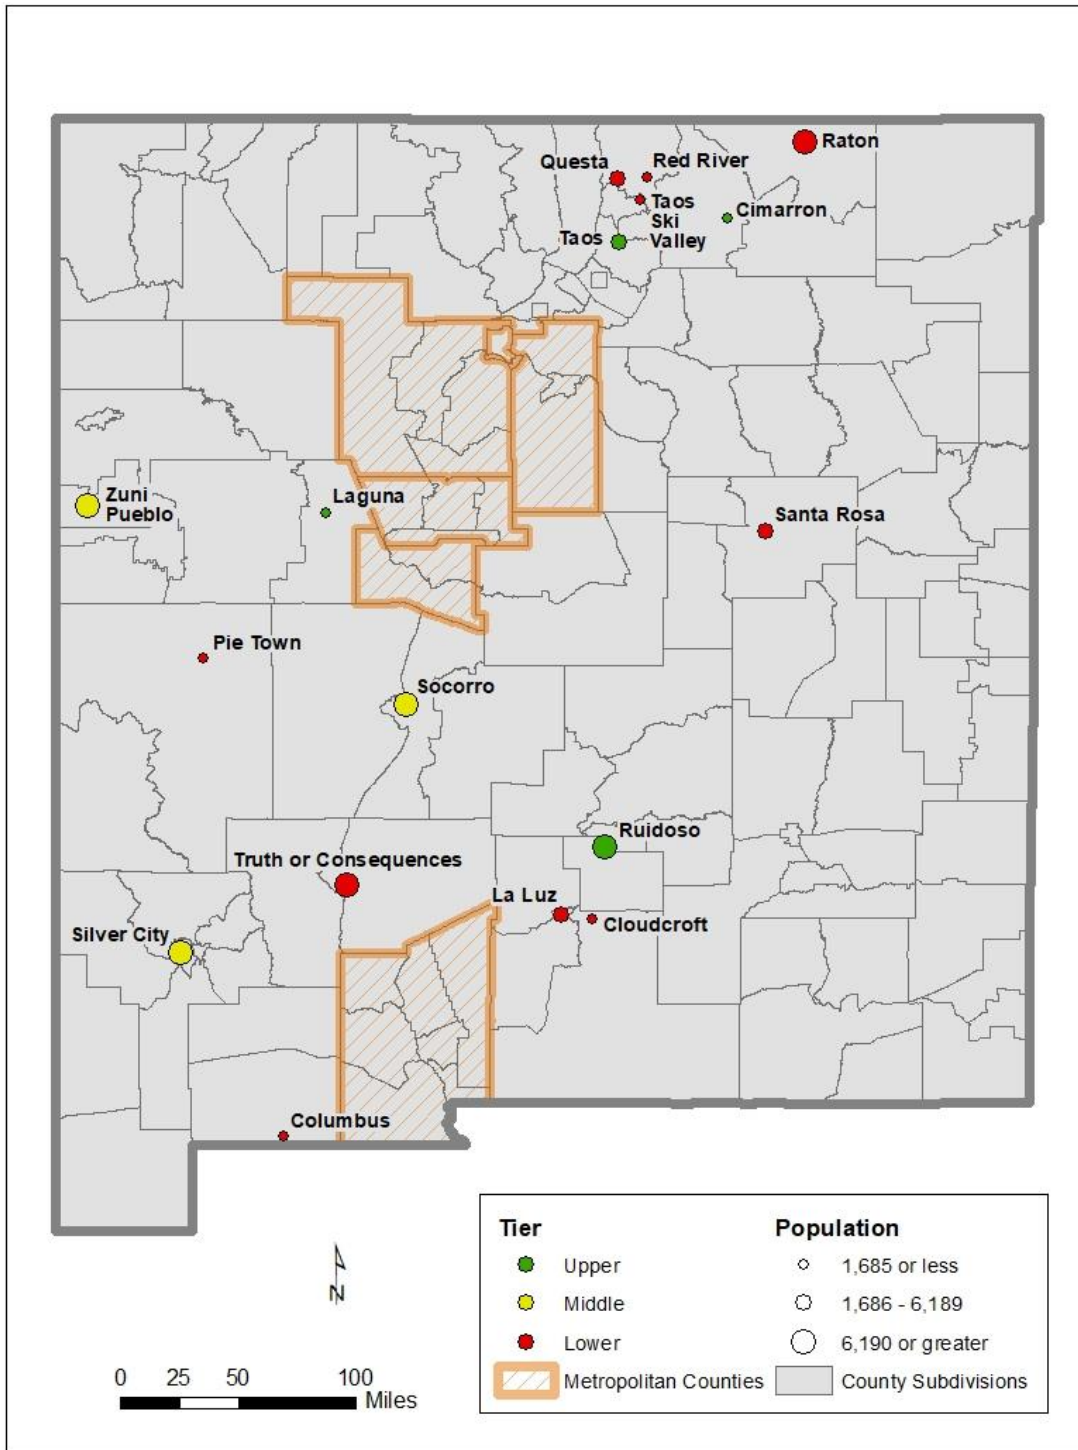 Raton
Red River
Questa
Taos
Ski
Valley
Cimarron
Taos
Zuni
Pueblo
Laguna
Santa Rosa
Pie Town
Socorro
Ruidoso
Truth or Consequences
La Luz
Cloudcroft
Silver City
Columbus
N
0 25 50 100
Miles
Tier
Upper
Middle
Lower
Metropolitan Counties
Population
1,685 or less
1,686 - 6,189
6,190 or greater
County Subdivisions